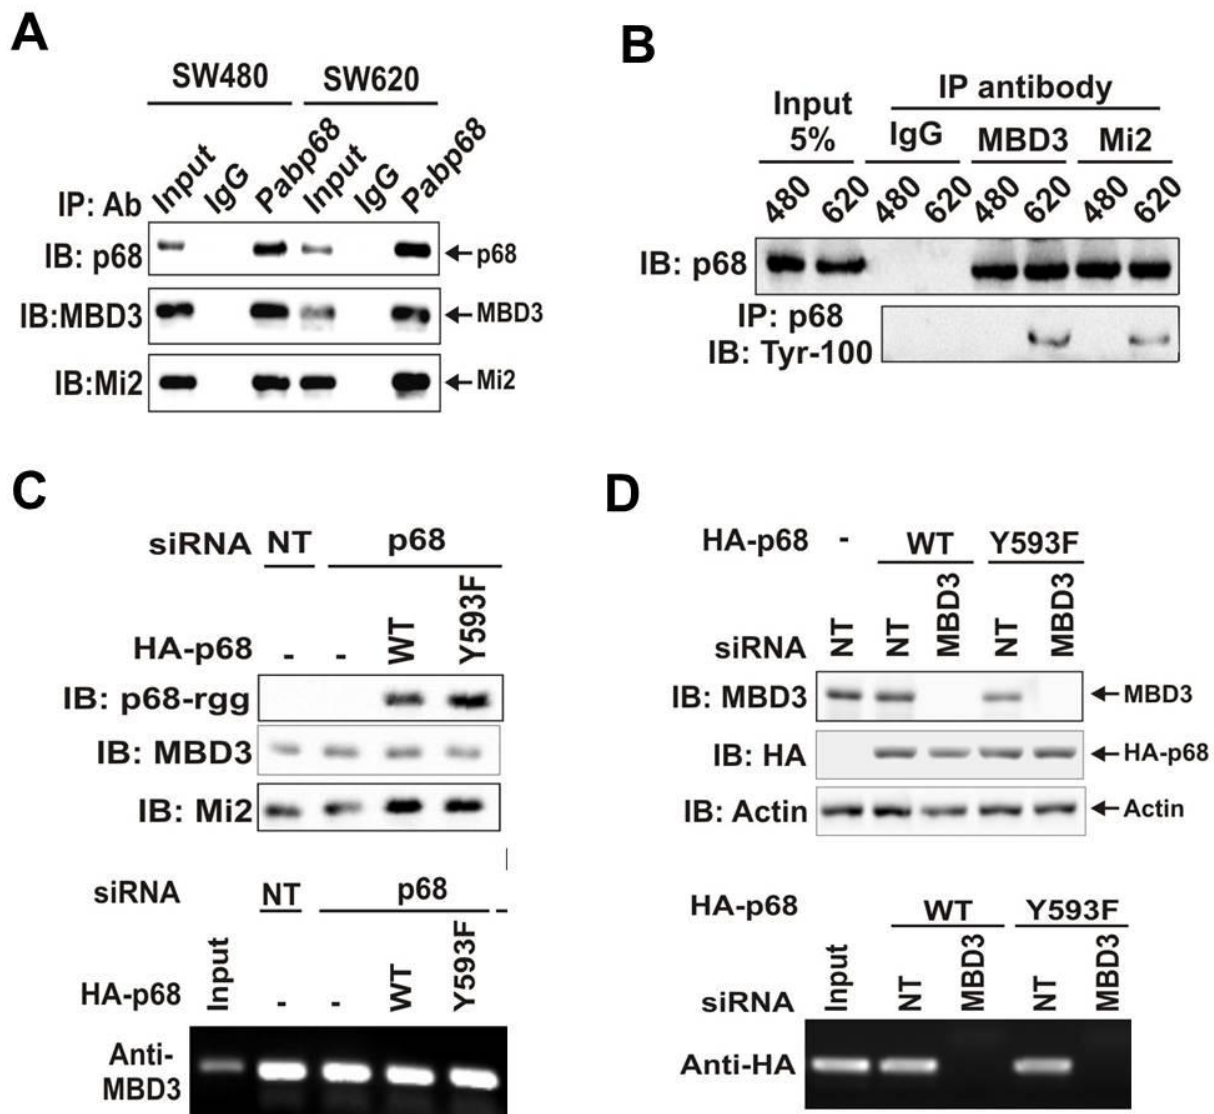 A
SW480 SW620
IP: Ab Input IgG Pabp68 Input IgG Pabp68
IB: p68 p68
IB:MBD3 MBD3
IB:Mi2 Mi2
B
Input 5% IP antibody
IgG MBD3 Mi2
480 620 480 620 480 620 480 620
IB: p68
IP: p68
IB: Tyr-100
C
siRNA NT p68
HA-p68 - - WT Y593F
IB: p68-rgg
IB: MBD3
IB: Mi2
siRNA NT p68
HA-p68 Input - - WT Y593F
Anti-
MBD3
D
HA-p68 - WT Y593F
siRNA NT NT MBD3 NT MBD3
IB: MBD3 MBD3
IB: HA HA-p68
IB: Actin Actin
HA-p68 WT Y593F
siRNA Input NT MBD3 NT MBD3
Anti-HA